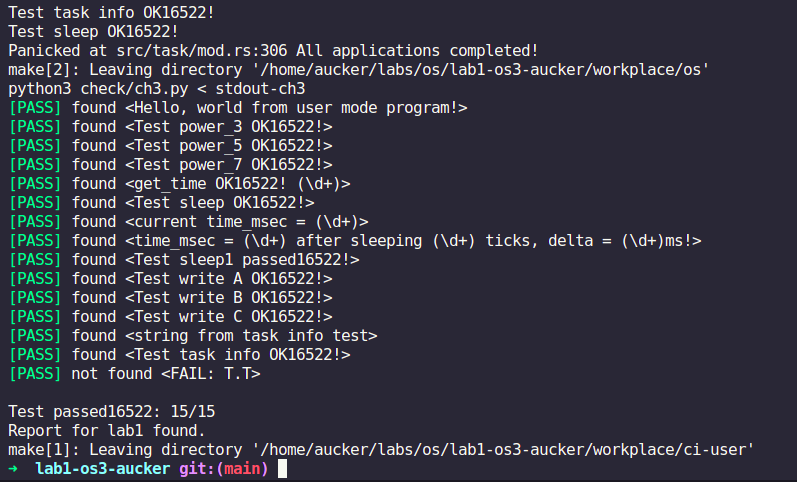 Test task info OK16522!
Test sleep OK16522!
Panicked at src/task/mod.rs:306 All applications completed!
make[2]: Leaving directory '/home/aucker/labs/os/lab1-os3-aucker/workplace/os'
python3 check/ch3.py < stdout-ch3
[PASS] found <Hello, world from user mode program!>
[PASS] found <Test power_3 OK16522!>
[PASS] found <Test power_5 OK16522!>
[PASS] found <Test power_7 OK16522!>
[PASS] found <get_time OK16522! (\d+)>
[PASS] found <Test sleep OK16522!>
[PASS] found <current time_msec = (\d+)>
[PASS] found <time_msec = (\d+) after sleeping (\d+) ticks, delta = (\d+)ms!>
[PASS] found <Test sleep1 passed16522!>
[PASS] found <Test write A OK16522!>
[PASS] found <Test write B OK16522!>
[PASS] found <Test write C OK16522!>
[PASS] found <string from task info test>
[PASS] found <Test task info OK16522!>
[PASS] not found <FAIL: T.T>

Test passed16522: 15/15
Report for lab1 found.
make[1]: Leaving directory '/home/aucker/labs/os/lab1-os3-aucker/workplace/ci-user'
➜ lab1-os3-aucker git:(main)